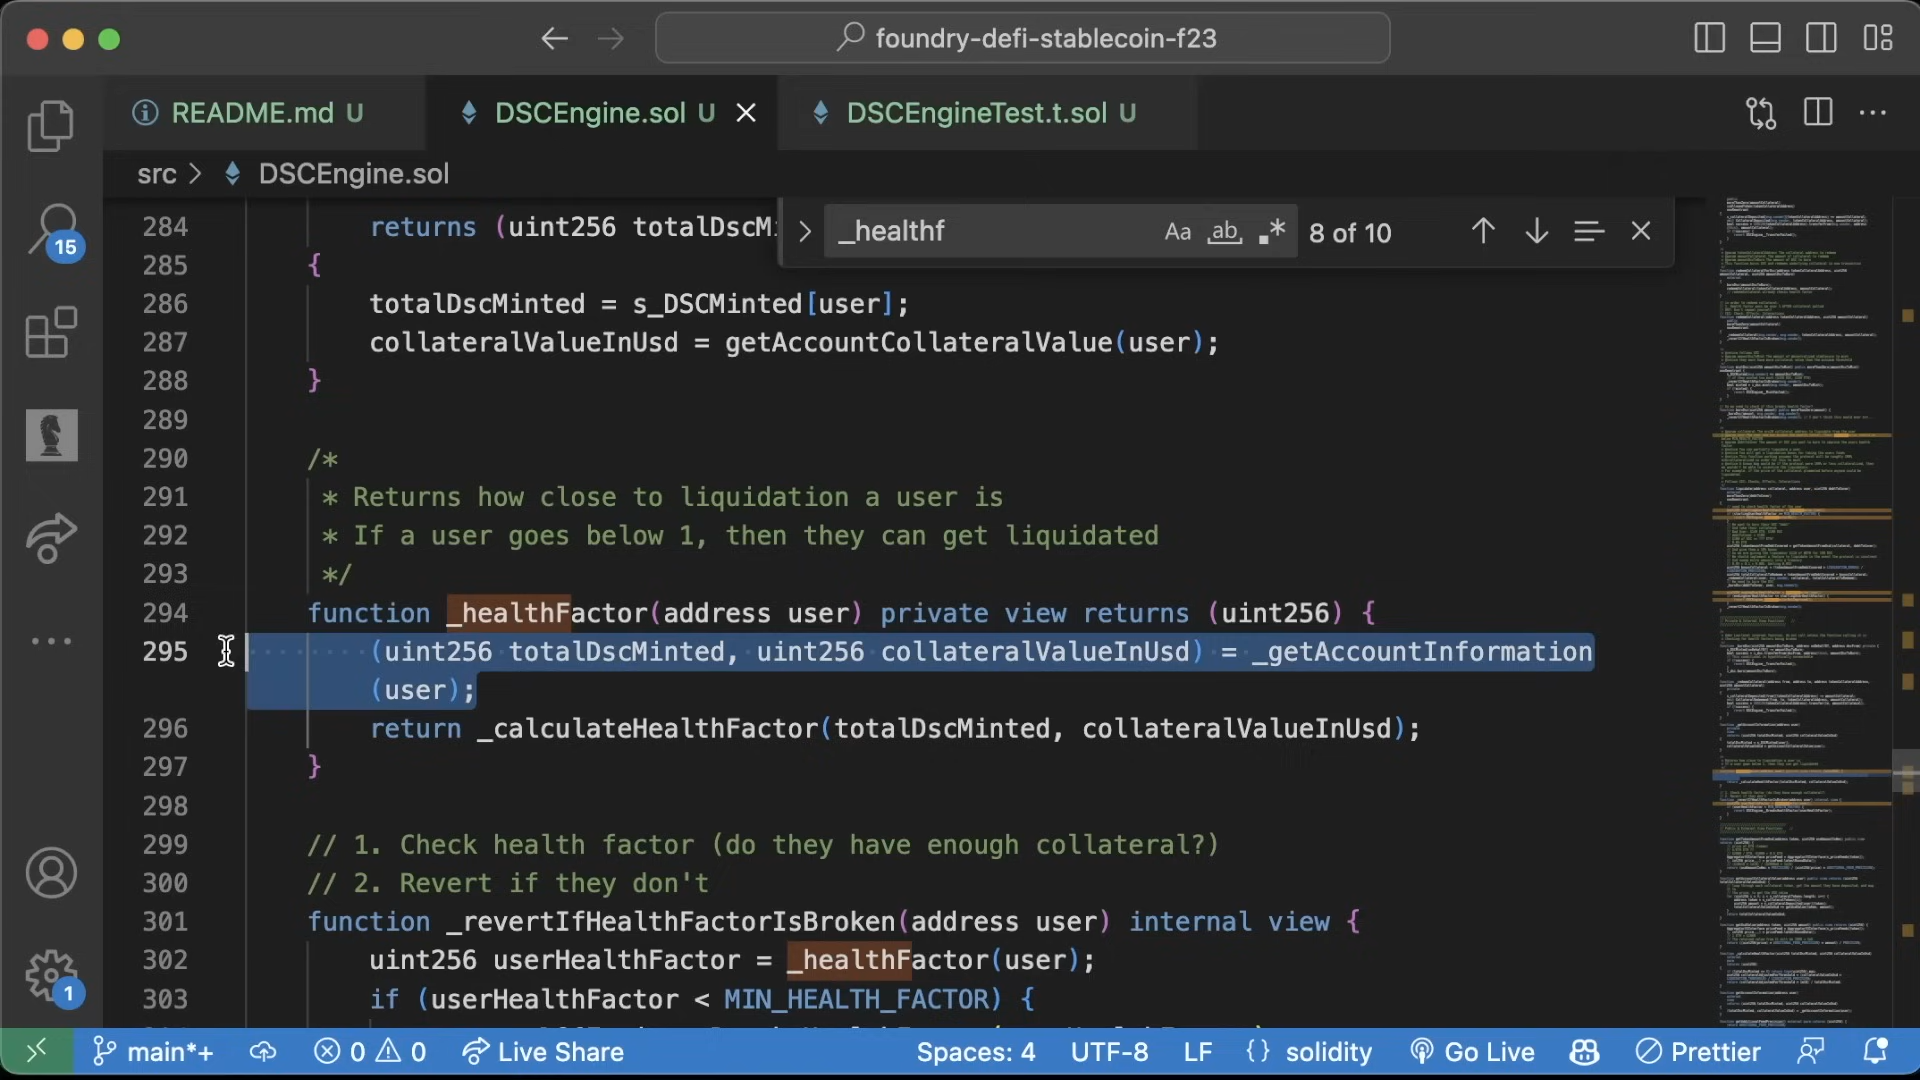 foundry-defi-stablecoin-f23
README.md U
DSCEngine.sol U
DSCEngineTest.t.sol U
src > DSCEngine.sol
_healthf Aa ab 8 of 10
284 returns (uint256 totalDscMi
285 {
286 totalDscMinted = s_DSCMinted[user];
287 collateralValueInUsd = getAccountCollateralValue(user);
288 }
289
290 /*
291 * Returns how close to liquidation a user is
292 * If a user goes below 1, then they can get liquidated
293 */
294 function _healthFactor(address user) private view returns (uint256) {
295 (uint256 totalDscMinted, uint256 collateralValueInUsd) = _getAccountInformation
(user);
296 return _calculateHealthFactor(totalDscMinted, collateralValueInUsd);
297 }
298
299 // 1. Check health factor (do they have enough collateral?)
300 // 2. Revert if they don't
301 function _revertIfHealthFactorIsBroken(address user) internal view {
302 uint256 userHealthFactor = _healthFactor(user);
303 if (userHealthFactor < MIN_HEALTH_FACTOR) {
15
1
main*+ 0 0 Live Share Spaces: 4 UTF-8 LF {} solidity Go Live Prettier